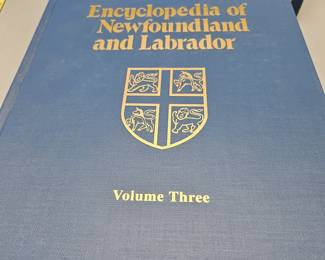 Encyclopedia of
Newfoundland
and Labrador
Volume Three